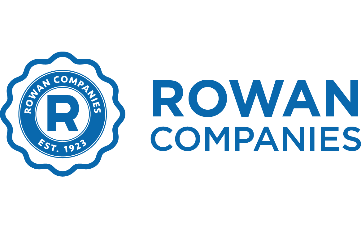 ROWAN COMPANIES
R
EST. 1923
ROWAN
COMPANIES